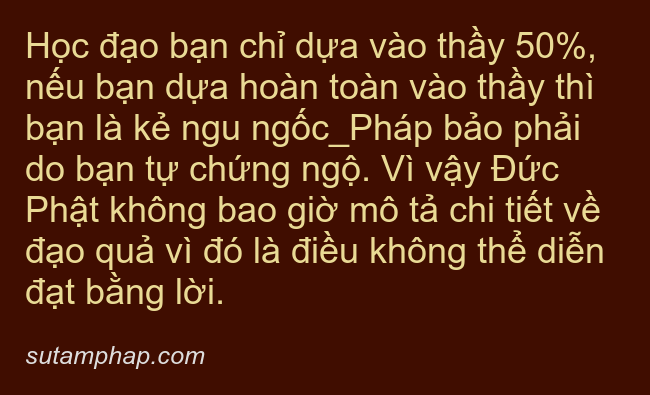 Học đạo bạn chỉ dựa vào thầy 50%,
nếu bạn dựa hoàn toàn vào thầy thì
bạn là kẻ ngu ngốc_Pháp bảo phải
do bạn tự chứng ngộ. Vì vậy Đức
Phật không bao giờ mô tả chi tiết về
đạo quả vì đó là điều không thể diễn
đạt bằng lời.
sutamphap.com